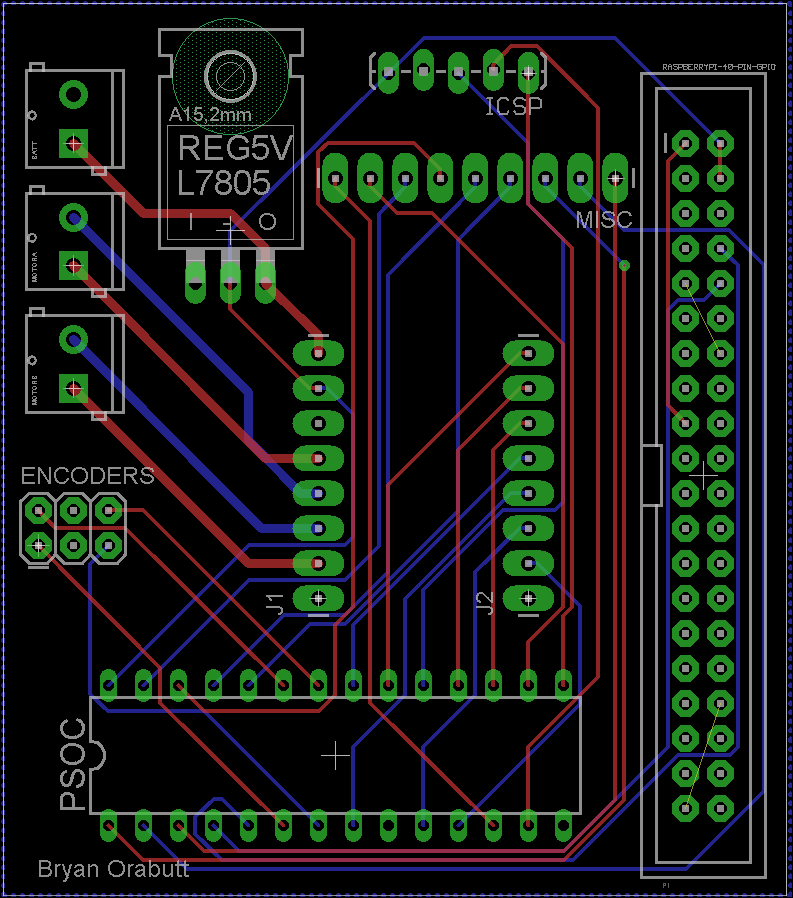 RASPBERRYPI-40-PIN-GPIO
BATT
A15,2mm
ICSP
REG5V
L7805
I O
MISC
MOTORA
MOTORB
ENCODERS
J1
J2
PSOC
Bryan Orabutt
P1